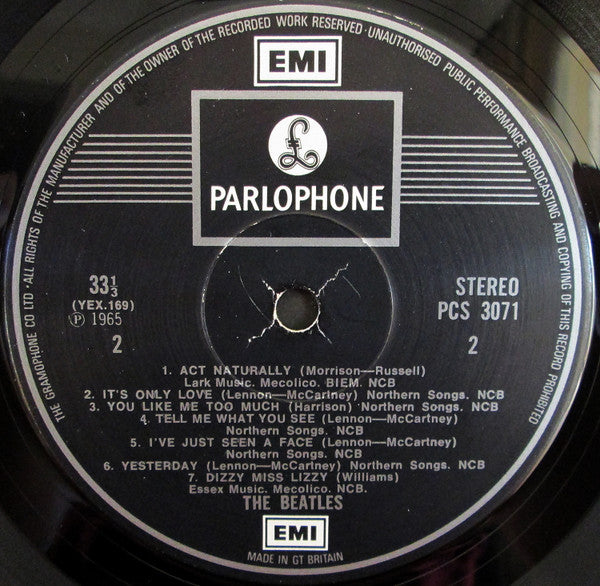 THE GRAMOPHONE CO LTD · ALL RIGHTS OF THE MANUFACTURER AND OF THE OWNER OF THE RECORDED WORK RESERVED · UNAUTHORISED PUBLIC PERFORMANCE BROADCASTING AND COPYING OF THIS RECORD PROHIBITED
EMI
£
PARLOPHONE
33⅓
(YEX.169)
Ⓟ 1965
2
STEREO
PCS 3071
2
1. ACT NATURALLY (Morrison—Russell)
Lark Music. Mecolico. BIEM. NCB
2. IT'S ONLY LOVE (Lennon—McCartney) Northern Songs. NCB
3. YOU LIKE ME TOO MUCH (Harrison) Northern Songs. NCB
4. TELL ME WHAT YOU SEE (Lennon—McCartney)
Northern Songs. NCB
5. I'VE JUST SEEN A FACE (Lennon—McCartney)
Northern Songs. NCB
6. YESTERDAY (Lennon—McCartney) Northern Songs. NCB
7. DIZZY MISS LIZZY (Williams)
Essex Music. Mecolico. NCB.
THE BEATLES
EMI
MADE IN GT BRITAIN